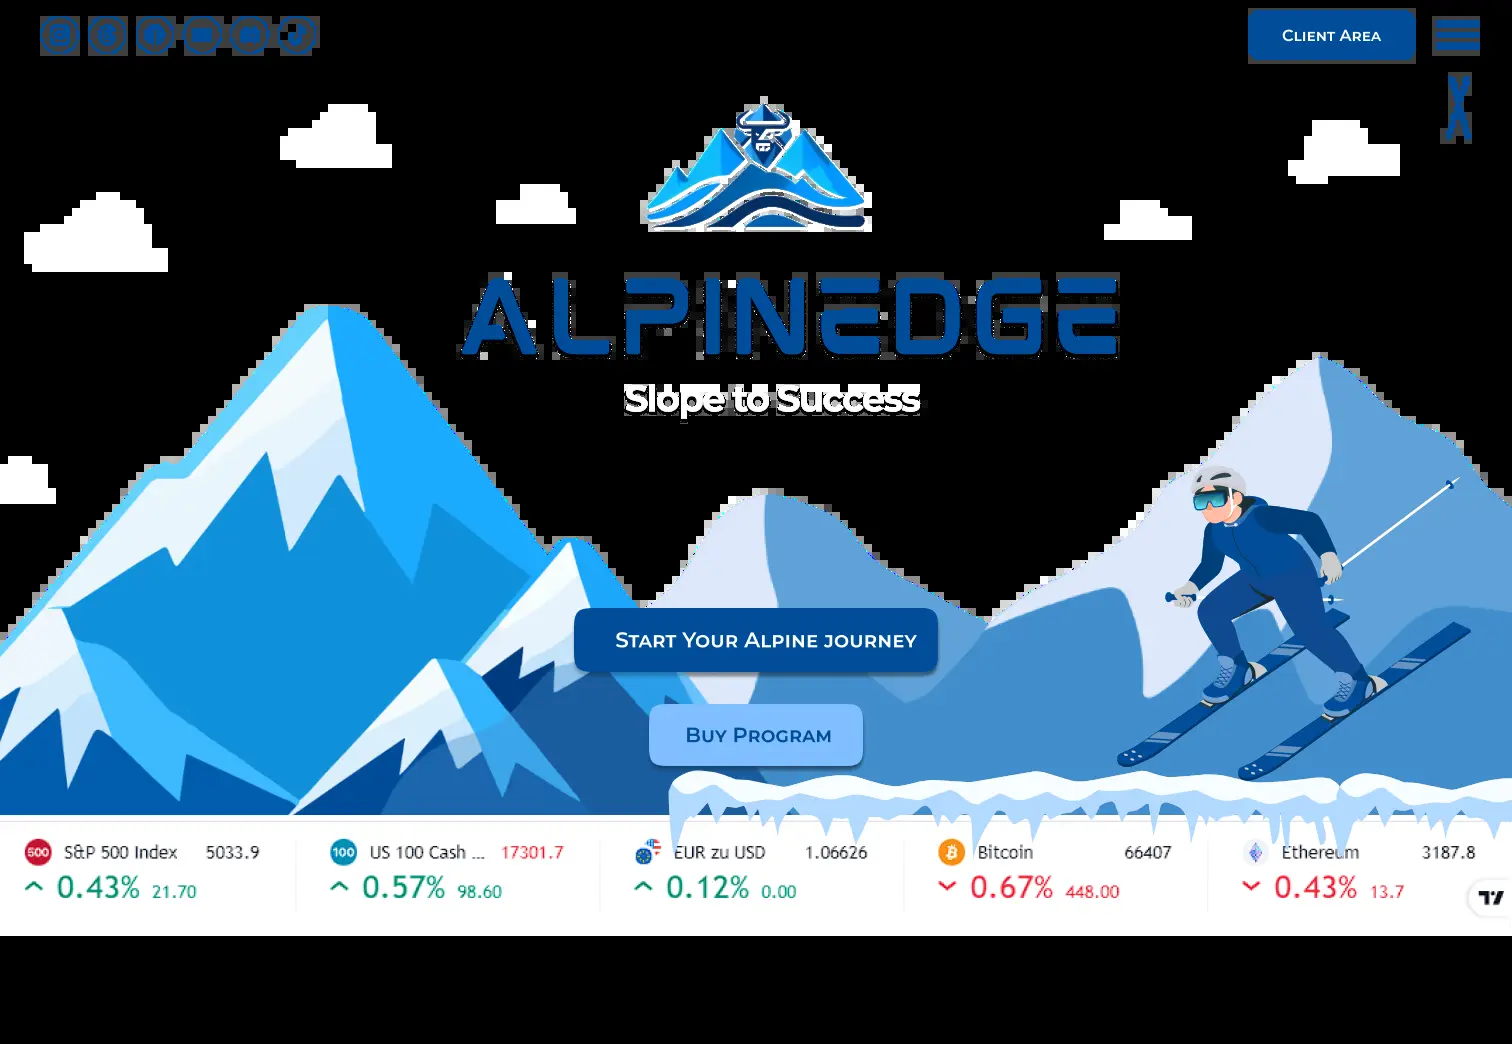 Client Area
ALPINEDGE
Slope to Success
Start Your Alpine journey
Buy Program
500 S&P 500 Index 5033.9
0.43% 21.70
100 US 100 Cash ... 17301.7
0.57% 98.60
EUR zu USD 1.06626
0.12% 0.00
Bitcoin 66407
0.67% 448.00
Ethereum 3187.8
0.43% 13.7